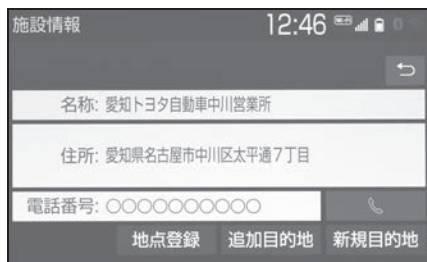 施設情報 12:46
名称: 愛知トヨタ自動車中川営業所
住所: 愛知県名古屋市中川区太平通7丁目
電話番号: ○○○○○○○○○○
地点登録 追加目的地 新規目的地